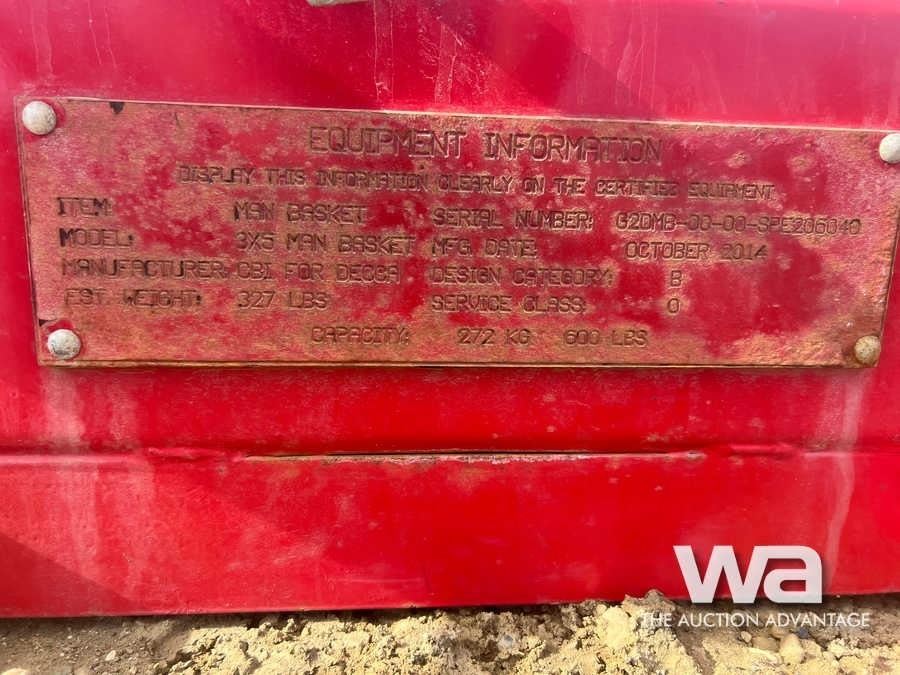 EQUIPMENT INFORMATION
DISPLAY THIS INFORMATION CLEARLY ON THE CERTIFIED EQUIPMENT.
ITEM: MAN BASKET SERIAL NUMBER: G2DMB-00-00-SPE206040
MODEL: 3X5 MAN BASKET MFG. DATE: OCTOBER 2014
MANUFACTURER: CBI FOR DECCA DESIGN CATEGORY: B
EST. WEIGHT: 327 LBS SERVICE CLASS: 0
CAPACITY: 272 KG 600 LBS
wa
THE AUCTION ADVANTAGE